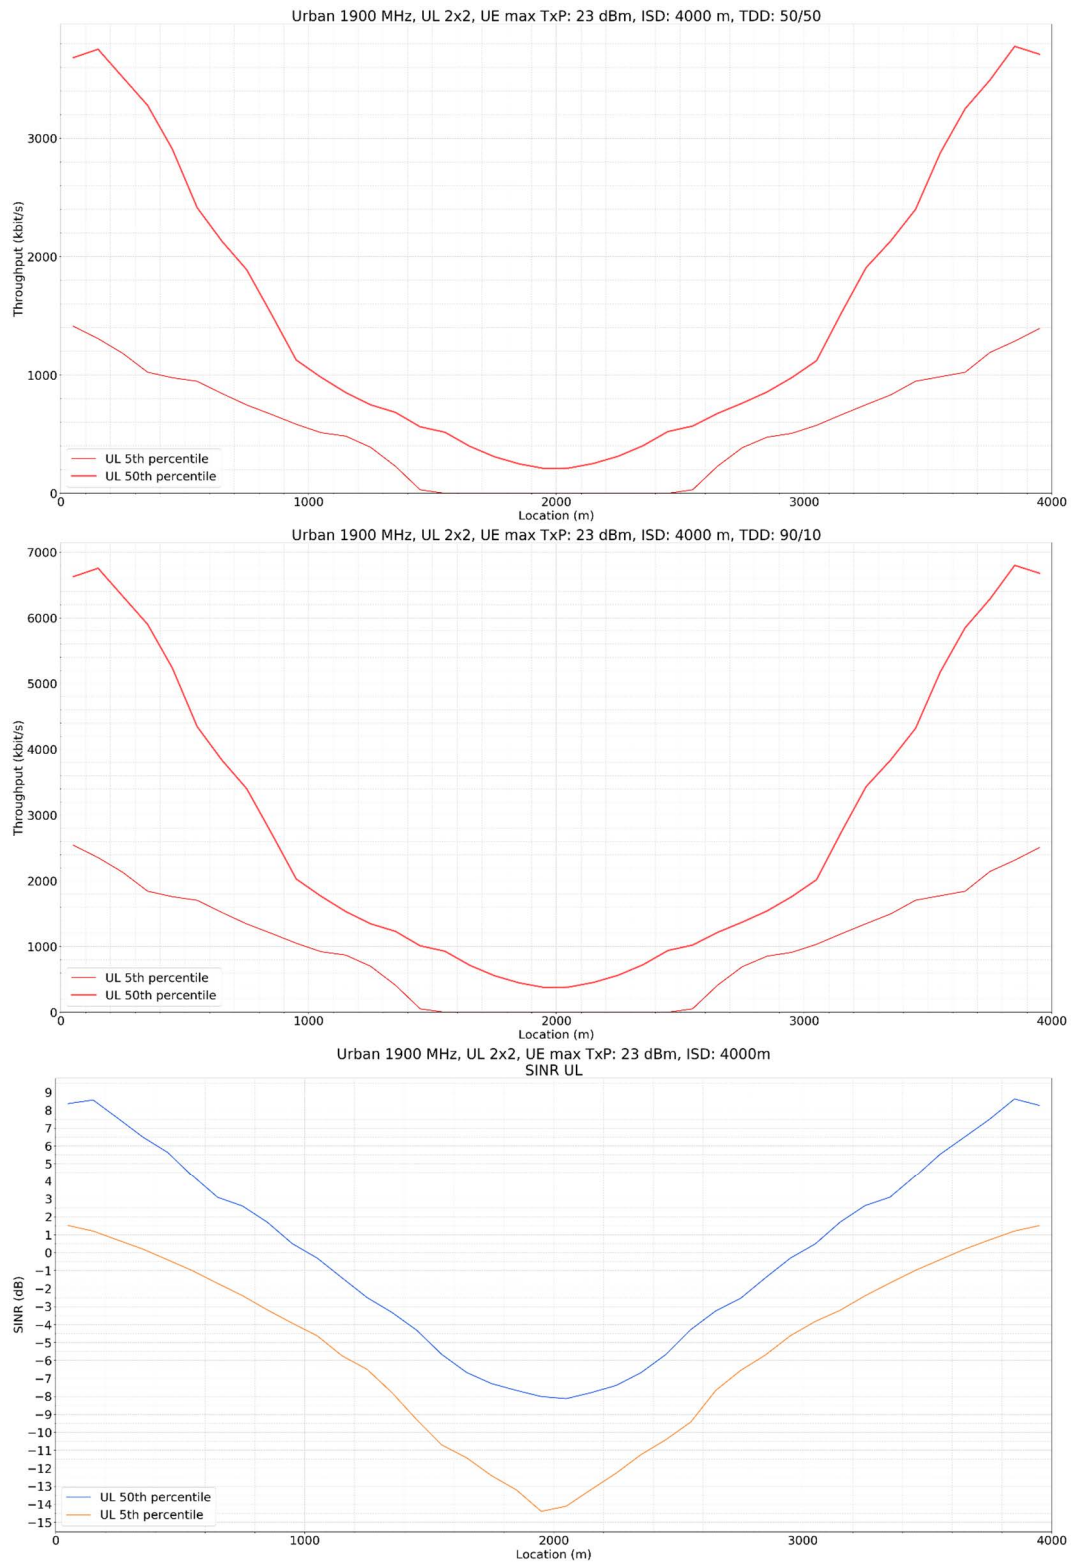 Urban 1900 MHz, UL 2x2, UE max TxP: 23 dBm, ISD: 4000 m, TDD: 50/50
Throughput (kbit/s)
3000
2000
1000
0
UL 5th percentile
UL 50th percentile
0 1000 2000 3000 4000
Location (m)
Urban 1900 MHz, UL 2x2, UE max TxP: 23 dBm, ISD: 4000 m, TDD: 90/10
Throughput (kbit/s)
7000
6000
5000
4000
3000
2000
1000
0
UL 5th percentile
UL 50th percentile
0 1000 2000 3000 4000
Location (m)
Urban 1900 MHz, UL 2x2, UE max TxP: 23 dBm, ISD: 4000m
SINR UL
SINR (dB)
9
8
7
6
5
4
3
2
1
0
−1
−2
−3
−4
−5
−6
−7
−8
−9
−10
−11
−12
−13
−14
−15
UL 50th percentile
UL 5th percentile
0 1000 2000 3000 4000
Location (m)